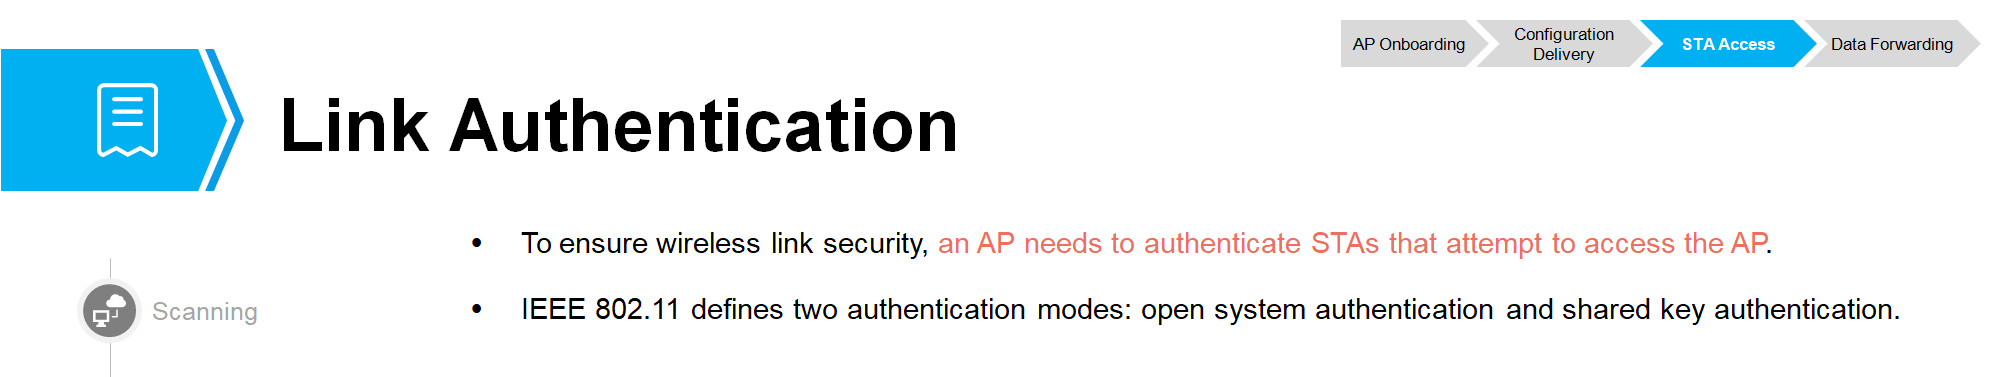 AP Onboarding
Configuration
Delivery
STA Access
Data Forwarding
Link Authentication
• To ensure wireless link security, an AP needs to authenticate STAs that attempt to access the AP.
Scanning
• IEEE 802.11 defines two authentication modes: open system authentication and shared key authentication.